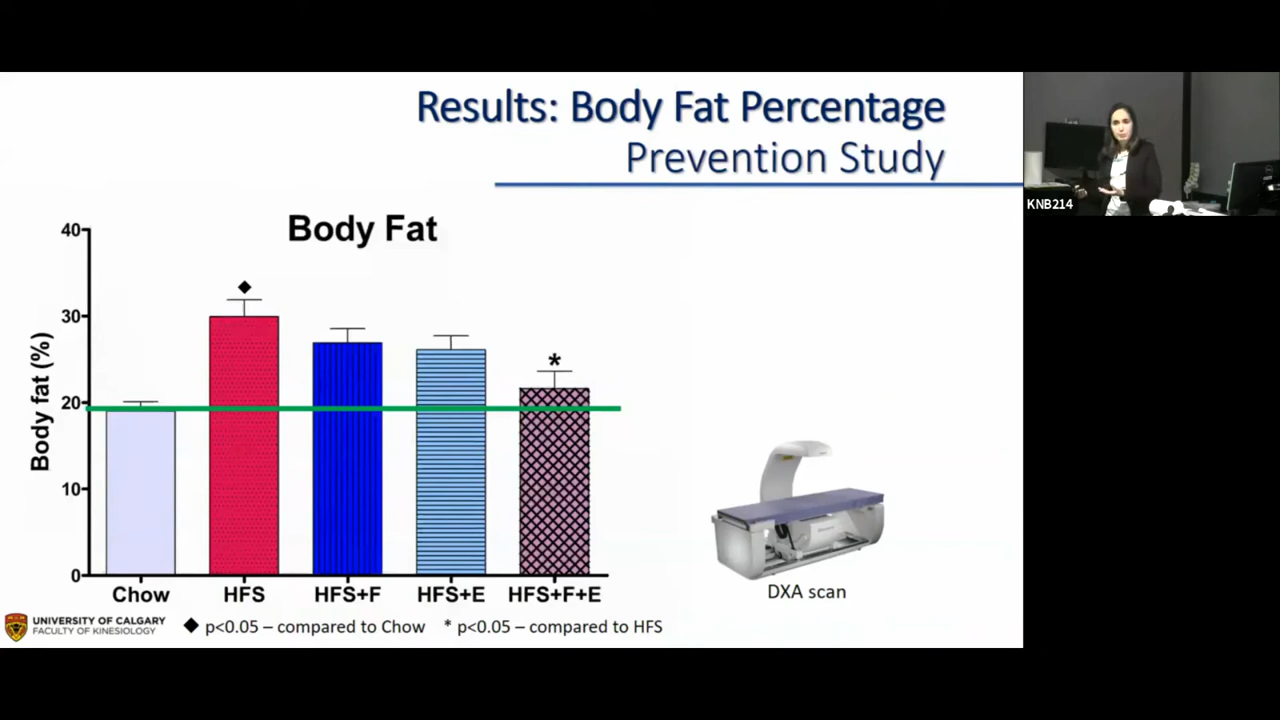 Results: Body Fat Percentage
Prevention Study
KNB214
Body Fat
Body fat (%)
40
30
20
10
0
◆
*
Chow HFS HFS+F HFS+E HFS+F+E
DXA scan
UNIVERSITY OF CALGARY
FACULTY OF KINESIOLOGY
◆ p<0.05 – compared to Chow * p<0.05 – compared to HFS